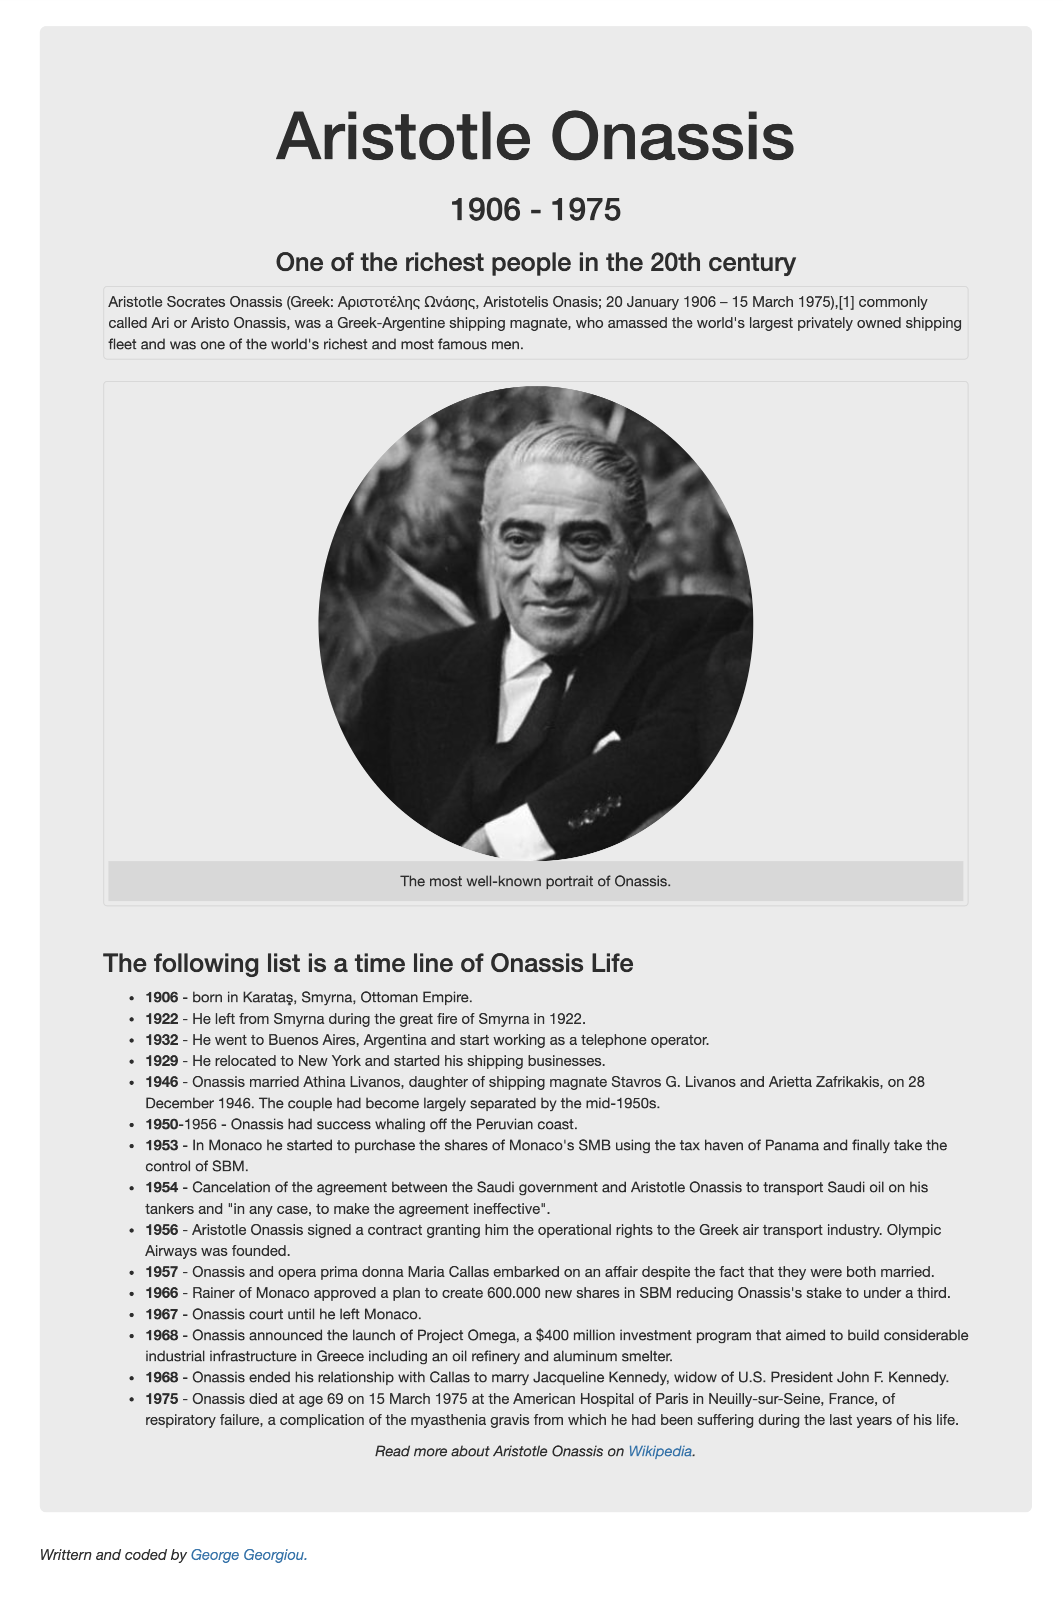 Aristotle Onassis
1906 - 1975
One of the richest people in the 20th century
Aristotle Socrates Onassis (Greek: Αριστοτέλης Ωνάσης, Aristotelis Onasis; 20 January 1906 – 15 March 1975),[1] commonly
called Ari or Aristo Onassis, was a Greek-Argentine shipping magnate, who amassed the world's largest privately owned shipping
fleet and was one of the world's richest and most famous men.
The most well-known portrait of Onassis.
The following list is a time line of Onassis Life
• 1906 - born in Karataş, Smyrna, Ottoman Empire.
• 1922 - He left from Smyrna during the great fire of Smyrna in 1922.
• 1932 - He went to Buenos Aires, Argentina and start working as a telephone operator.
• 1929 - He relocated to New York and started his shipping businesses.
• 1946 - Onassis married Athina Livanos, daughter of shipping magnate Stavros G. Livanos and Arietta Zafrikakis, on 28
December 1946. The couple had become largely separated by the mid-1950s.
• 1950-1956 - Onassis had success whaling off the Peruvian coast.
• 1953 - In Monaco he started to purchase the shares of Monaco's SMB using the tax haven of Panama and finally take the
control of SBM.
• 1954 - Cancelation of the agreement between the Saudi government and Aristotle Onassis to transport Saudi oil on his
tankers and "in any case, to make the agreement ineffective".
• 1956 - Aristotle Onassis signed a contract granting him the operational rights to the Greek air transport industry. Olympic
Airways was founded.
• 1957 - Onassis and opera prima donna Maria Callas embarked on an affair despite the fact that they were both married.
• 1966 - Rainer of Monaco approved a plan to create 600.000 new shares in SBM reducing Onassis's stake to under a third.
• 1967 - Onassis court until he left Monaco.
• 1968 - Onassis announced the launch of Project Omega, a $400 million investment program that aimed to build considerable
industrial infrastructure in Greece including an oil refinery and aluminum smelter.
• 1968 - Onassis ended his relationship with Callas to marry Jacqueline Kennedy, widow of U.S. President John F. Kennedy.
• 1975 - Onassis died at age 69 on 15 March 1975 at the American Hospital of Paris in Neuilly-sur-Seine, France, of
respiratory failure, a complication of the myasthenia gravis from which he had been suffering during the last years of his life.
Read more about Aristotle Onassis on Wikipedia.
Writtern and coded by George Georgiou.